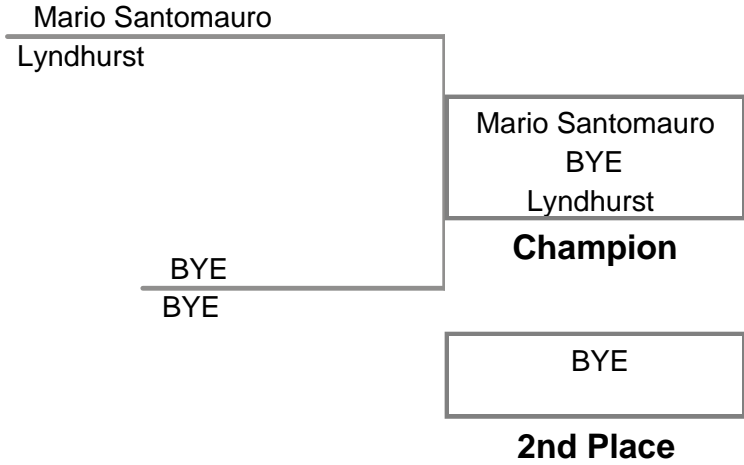 Mario Santomauro
Lyndhurst
Mario Santomauro
BYE
Lyndhurst
Champion
BYE
BYE
BYE
2nd Place